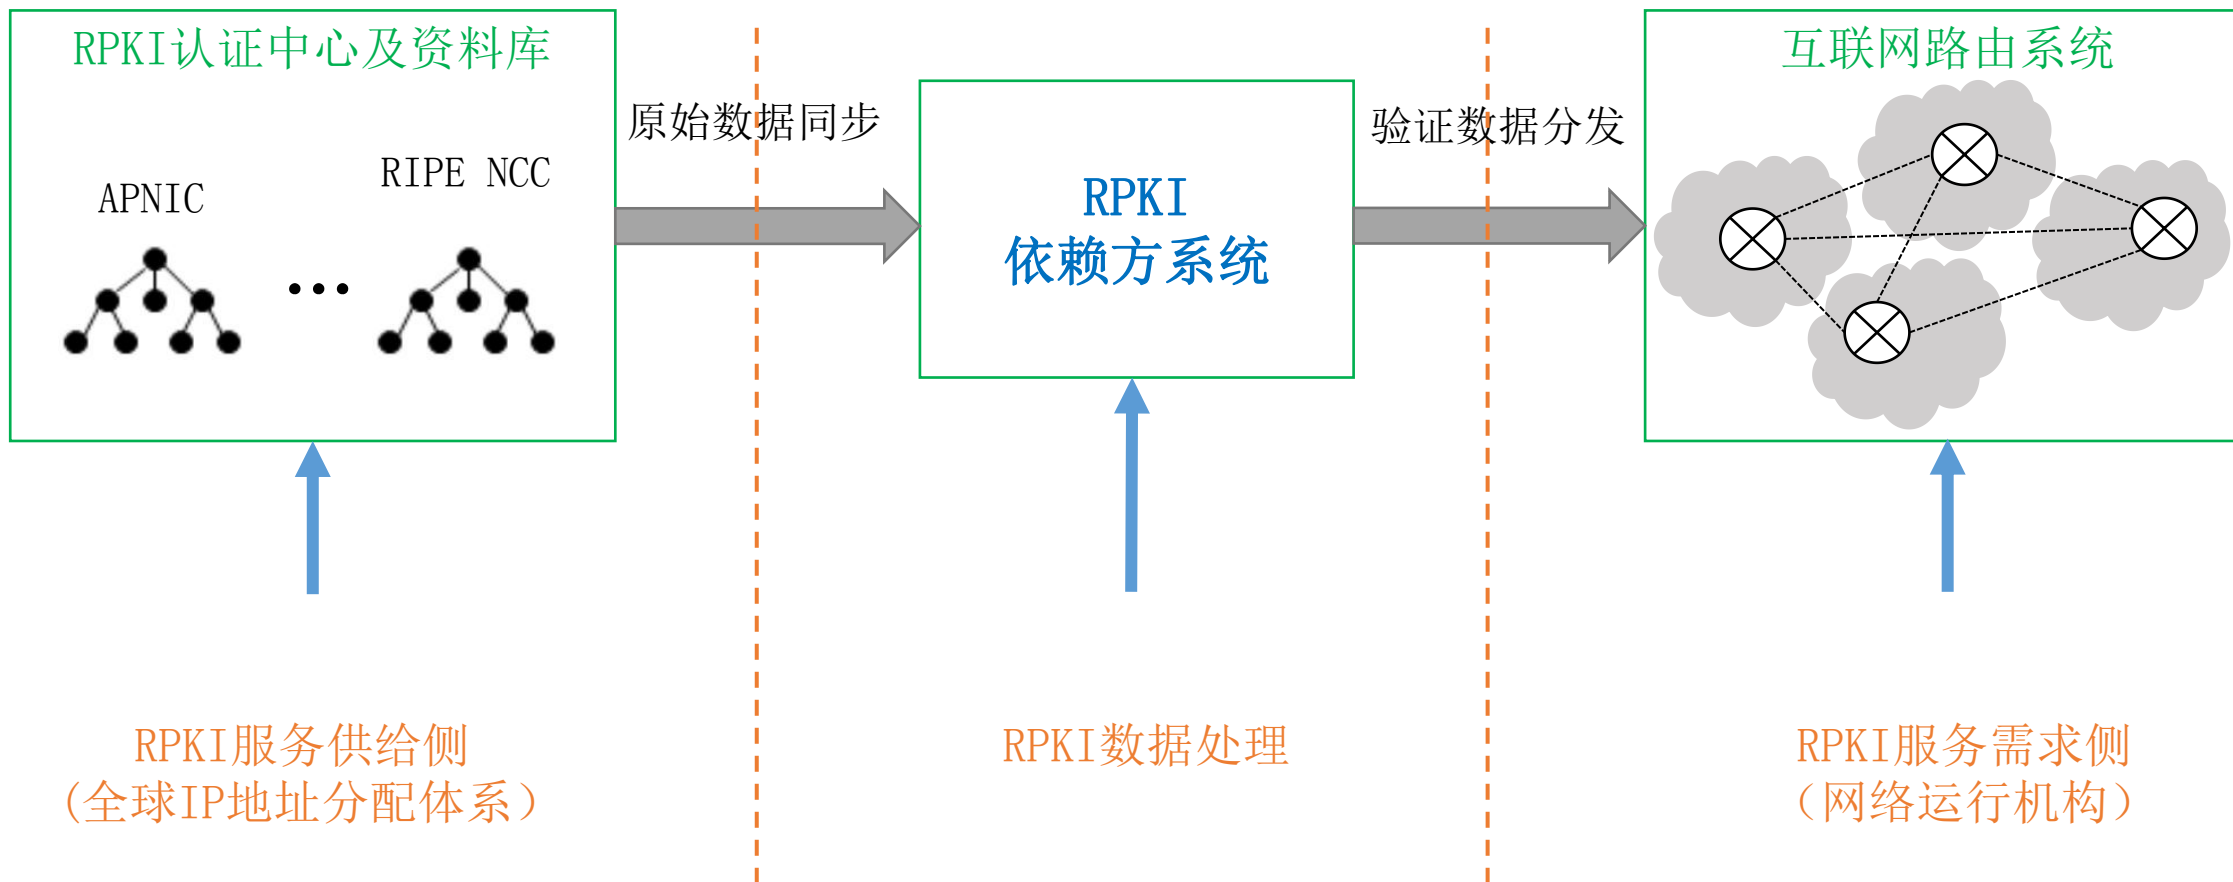 RPKI认证中心及资料库
APNIC
RIPE NCC
...
原始数据同步
RPKI
依赖方系统
验证数据分发
互联网路由系统
RPKI服务供给侧
(全球IP地址分配体系）
RPKI数据处理
RPKI服务需求侧
（网络运行机构）